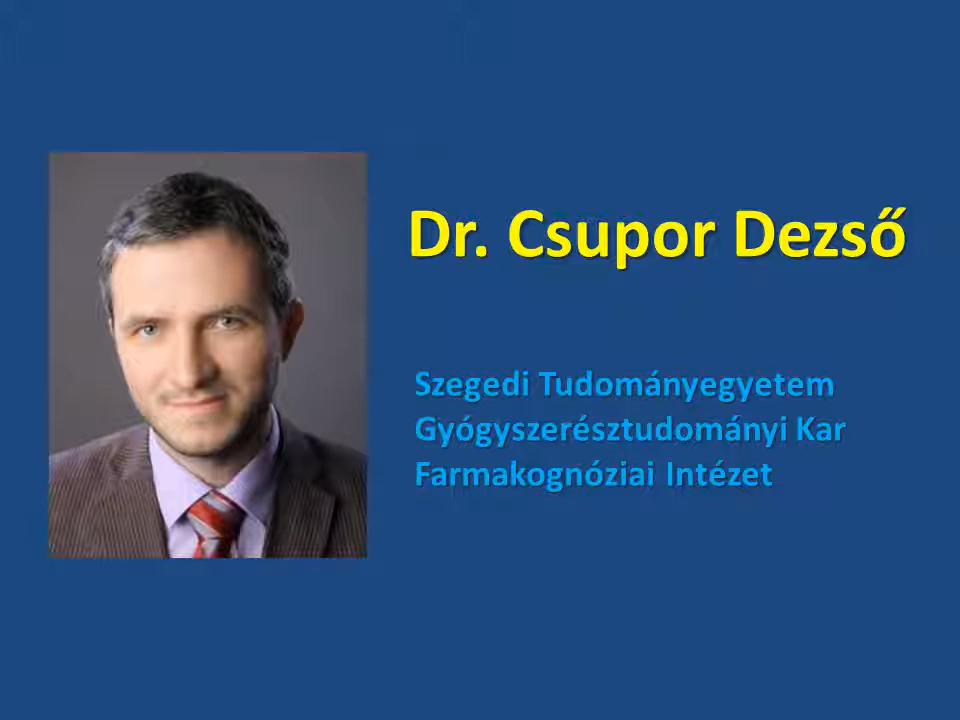 Dr. Csupor Dezső
Szegedi Tudományegyetem
Gyógyszerésztudományi Kar
Farmakognóziai Intézet